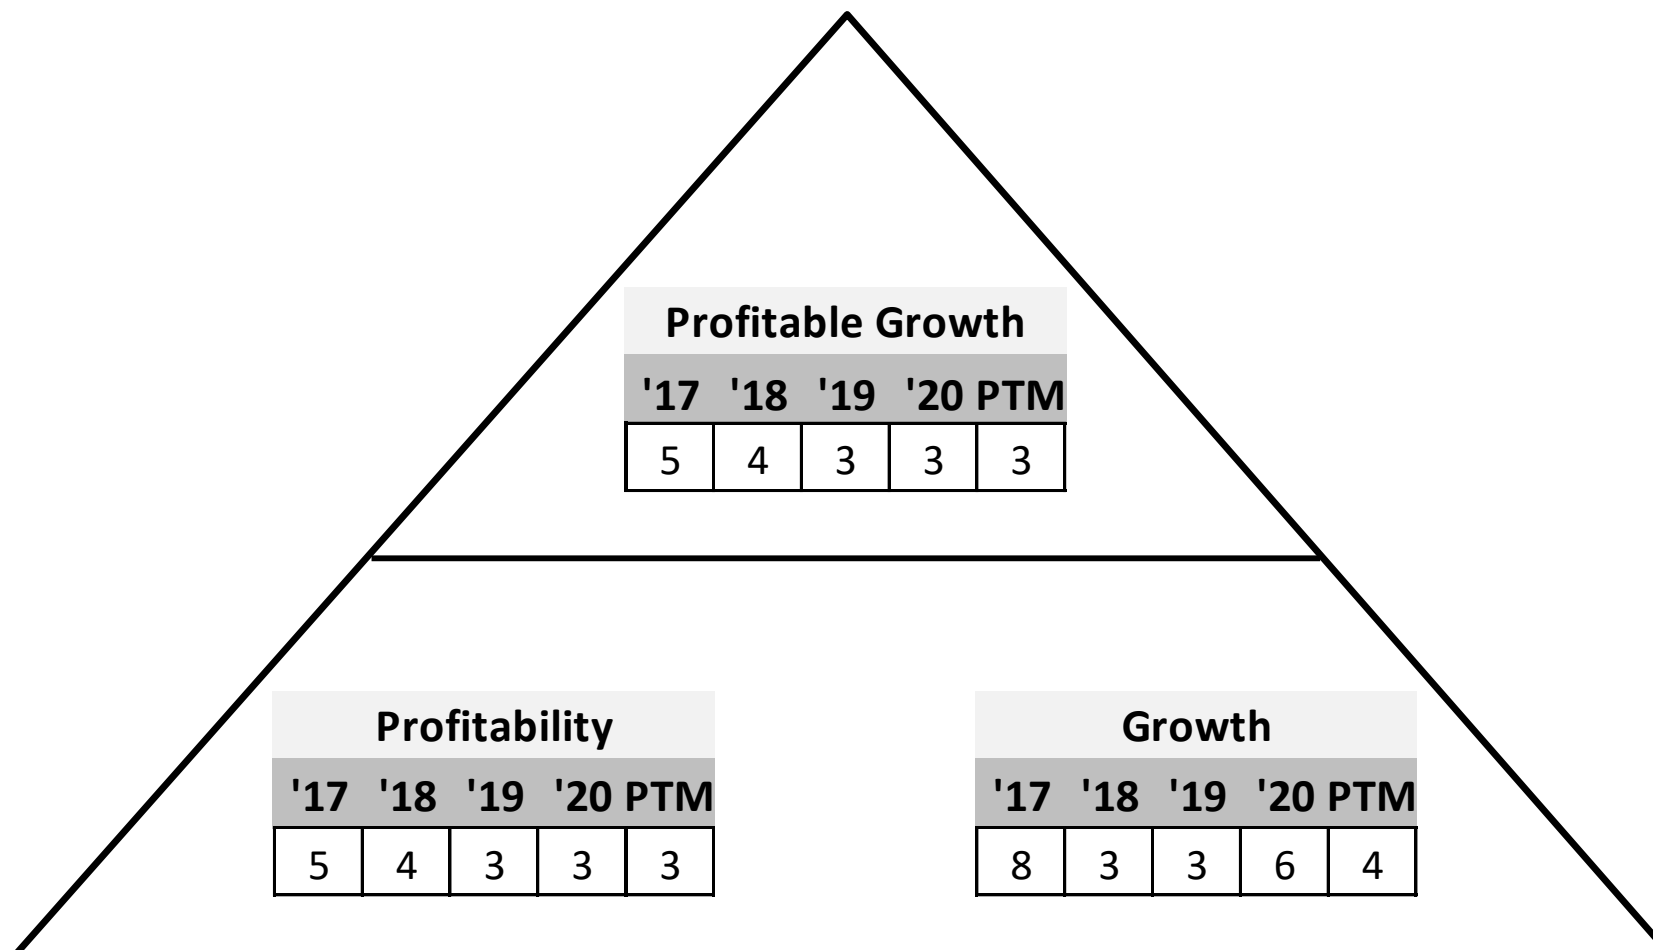 Profitable Growth
'17 '18 '19 '20 PTM
5 4 3 3 3
Profitability
'17 '18 '19 '20 PTM
5 4 3 3 3
Growth
'17 '18 '19 '20 PTM
8 3 3 6 4